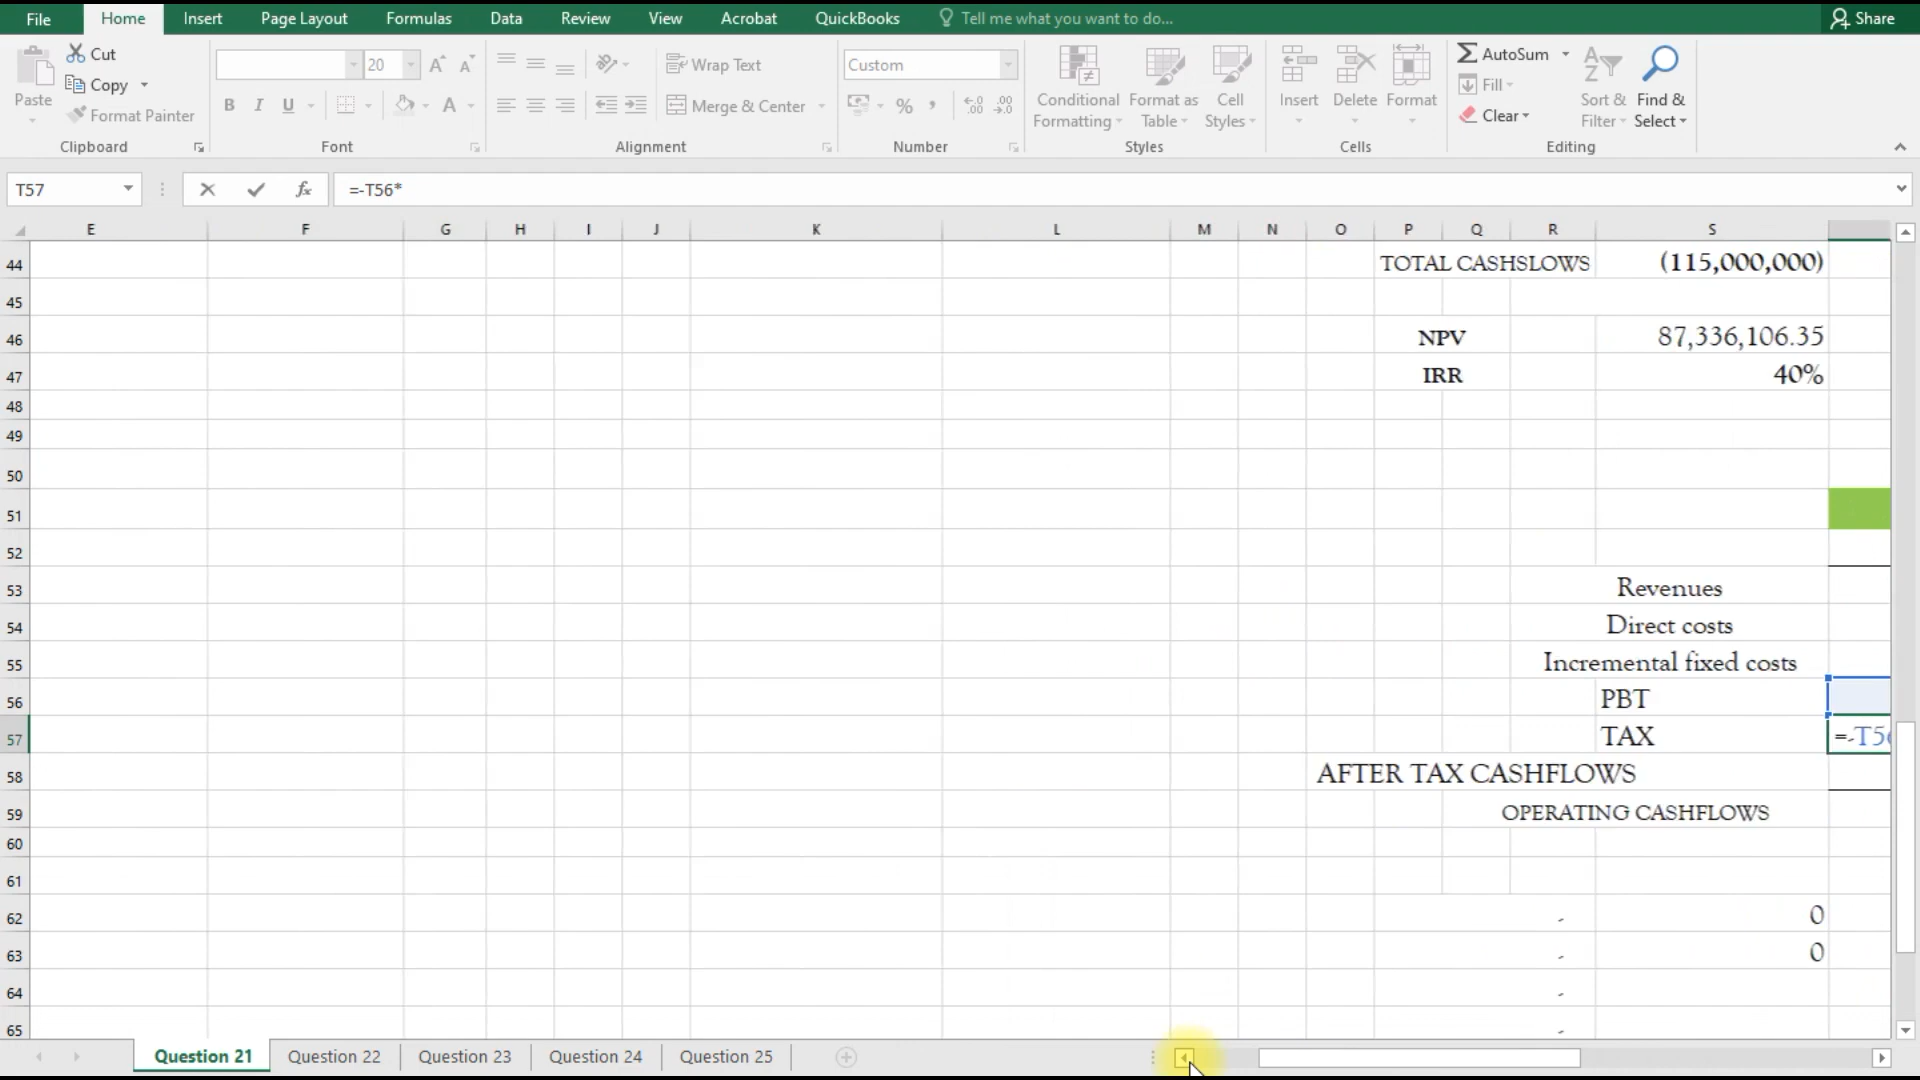 File Home Insert Page Layout Formulas Data Review View Acrobat QuickBooks Tell me what you want to do... Share
Cut
Copy
Format Painter
Paste
Clipboard
20
B I U A
Font
Wrap Text
Merge & Center
Alignment
Custom
%
Number
Conditional Formatting
Format as Table
Cell Styles
Styles
Insert
Delete
Format
Cells
AutoSum
Fill
Clear
Sort & Filter
Find & Select
Editing
T57 fx =-T56*
E F G H I J K L M N O P Q R S
44 TOTAL CASHSLOWS (115,000,000)
45
46 NPV 87,336,106.35
47 IRR 40%
48
49
50
51
52
53 Revenues
54 Direct costs
55 Incremental fixed costs
56 PBT
57 TAX =-T56
58 AFTER TAX CASHFLOWS
59 OPERATING CASHFLOWS
60
61
62 - 0
63 - 0
64 -
65 -
Question 21 Question 22 Question 23 Question 24 Question 25